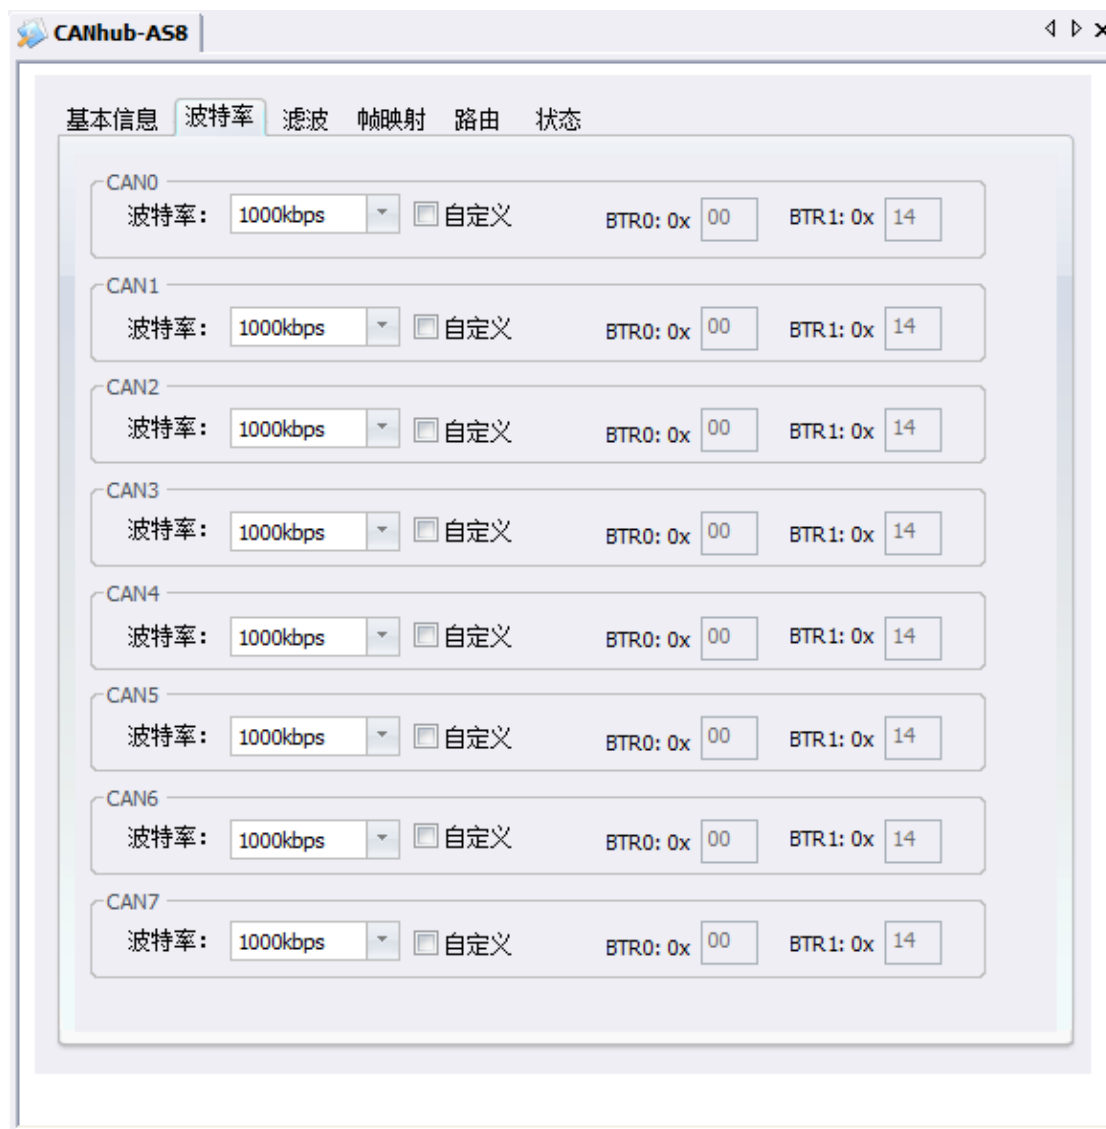 CANhub-AS8
基本信息 波特率 滤波 帧映射 路由 状态
CAN0
波特率: 1000kbps 自定义 BTR0: 0x 00 BTR1: 0x 14
CAN1
波特率: 1000kbps 自定义 BTR0: 0x 00 BTR1: 0x 14
CAN2
波特率: 1000kbps 自定义 BTR0: 0x 00 BTR1: 0x 14
CAN3
波特率: 1000kbps 自定义 BTR0: 0x 00 BTR1: 0x 14
CAN4
波特率: 1000kbps 自定义 BTR0: 0x 00 BTR1: 0x 14
CAN5
波特率: 1000kbps 自定义 BTR0: 0x 00 BTR1: 0x 14
CAN6
波特率: 1000kbps 自定义 BTR0: 0x 00 BTR1: 0x 14
CAN7
波特率: 1000kbps 自定义 BTR0: 0x 00 BTR1: 0x 14